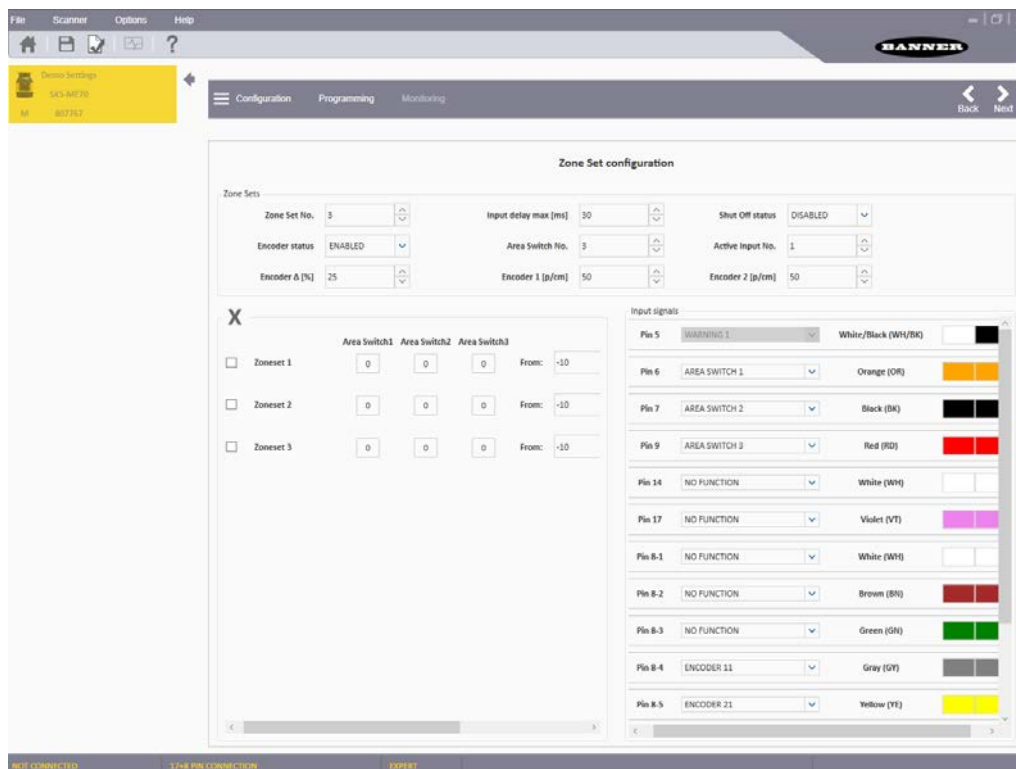 File Scanner Options Help
BANNER
Demo Settings
SX5-ME70
M 807767
Configuration Programming Monitoring
Back Next
Zone Set configuration
Zone Sets
Zone Set No. 3 Input delay max [ms] 30 Shut Off status DISABLED
Encoder status ENABLED Area Switch No. 3 Active Input No. 1
Encoder Δ [%] 25 Encoder 1 [p/cm] 50 Encoder 2 [p/cm] 50
X
Area Switch1 Area Switch2 Area Switch3
Zoneset 1 0 0 0 From: -10
Zoneset 2 0 0 0 From: -10
Zoneset 3 0 0 0 From: -10
Input signals
Pin 5 WARNING 1 White/Black (WH/BK)
Pin 6 AREA SWITCH 1 Orange (OR)
Pin 7 AREA SWITCH 2 Black (BK)
Pin 9 AREA SWITCH 3 Red (RD)
Pin 14 NO FUNCTION White (WH)
Pin 17 NO FUNCTION Violet (VT)
Pin 8-1 NO FUNCTION White (WH)
Pin 8-2 NO FUNCTION Brown (BN)
Pin 8-3 NO FUNCTION Green (GN)
Pin 8-4 ENCODER 11 Gray (GY)
Pin 8-5 ENCODER 21 Yellow (YE)
NOT CONNECTED 17+8 PIN CONNECTION EXPERT